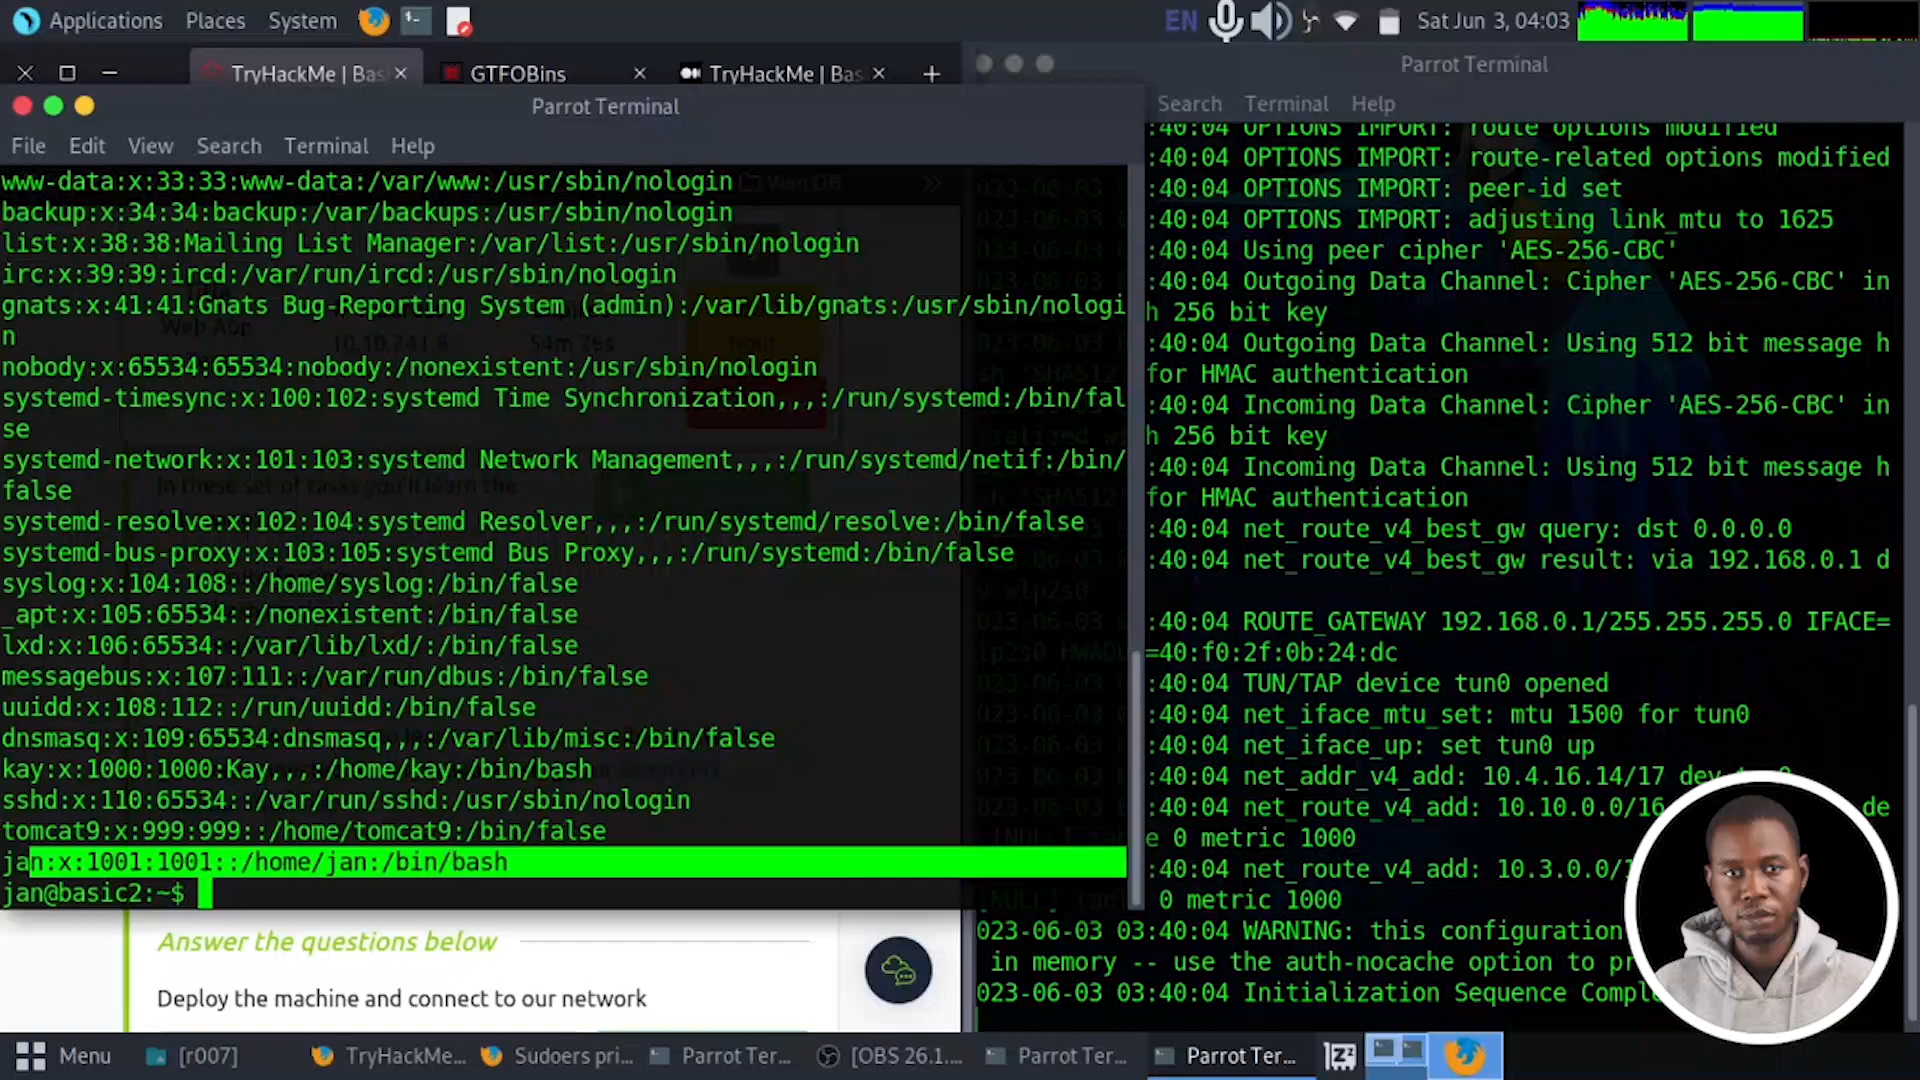 Applications Places System
EN Sat Jun 3, 04:03
TryHackMe | Bas
GTFOBins
TryHackMe | Bas
Parrot Terminal
Parrot Terminal
File Edit View Search Terminal Help
www-data:x:33:33:www-data:/var/www:/usr/sbin/nologin
backup:x:34:34:backup:/var/backups:/usr/sbin/nologin
list:x:38:38:Mailing List Manager:/var/list:/usr/sbin/nologin
irc:x:39:39:ircd:/var/run/ircd:/usr/sbin/nologin
gnats:x:41:41:Gnats Bug-Reporting System (admin):/var/lib/gnats:/usr/sbin/nologi
n
nobody:x:65534:65534:nobody:/nonexistent:/usr/sbin/nologin
systemd-timesync:x:100:102:systemd Time Synchronization,,,:/run/systemd:/bin/fal
se
systemd-network:x:101:103:systemd Network Management,,,:/run/systemd/netif:/bin/
false
systemd-resolve:x:102:104:systemd Resolver,,,:/run/systemd/resolve:/bin/false
systemd-bus-proxy:x:103:105:systemd Bus Proxy,,,:/run/systemd:/bin/false
syslog:x:104:108::/home/syslog:/bin/false
_apt:x:105:65534::/nonexistent:/bin/false
lxd:x:106:65534::/var/lib/lxd/:/bin/false
messagebus:x:107:111::/var/run/dbus:/bin/false
uuidd:x:108:112::/run/uuidd:/bin/false
dnsmasq:x:109:65534:dnsmasq,,,:/var/lib/misc:/bin/false
kay:x:1000:1000:Kay,,,:/home/kay:/bin/bash
sshd:x:110:65534::/var/run/sshd:/usr/sbin/nologin
tomcat9:x:999:999::/home/tomcat9:/bin/false
jan:x:1001:1001::/home/jan:/bin/bash
jan@basic2:~$
Answer the questions below
Deploy the machine and connect to our network
Search Terminal Help
:40:04 OPTIONS IMPORT: route options modified
:40:04 OPTIONS IMPORT: route-related options modified
:40:04 OPTIONS IMPORT: peer-id set
:40:04 OPTIONS IMPORT: adjusting link_mtu to 1625
:40:04 Using peer cipher 'AES-256-CBC'
:40:04 Outgoing Data Channel: Cipher 'AES-256-CBC' in
h 256 bit key
:40:04 Outgoing Data Channel: Using 512 bit message h
for HMAC authentication
:40:04 Incoming Data Channel: Cipher 'AES-256-CBC' in
h 256 bit key
:40:04 Incoming Data Channel: Using 512 bit message h
for HMAC authentication
:40:04 net_route_v4_best_gw query: dst 0.0.0.0
:40:04 net_route_v4_best_gw result: via 192.168.0.1 d
:40:04 ROUTE_GATEWAY 192.168.0.1/255.255.255.0 IFACE=
=40:f0:2f:0b:24:dc
:40:04 TUN/TAP device tun0 opened
:40:04 net_iface_mtu_set: mtu 1500 for tun0
:40:04 net_iface_up: set tun0 up
:40:04 net_addr_v4_add: 10.4.16.14/17 dev
:40:04 net_route_v4_add: 10.10.0.0/16 de
e 0 metric 1000
:40:04 net_route_v4_add: 10.3.0.0/
0 metric 1000
023-06-03 03:40:04 WARNING: this configuration
in memory -- use the auth-nocache option to pr
023-06-03 03:40:04 Initialization Sequence Compl
Menu [r007] TryHackMe... Sudoers pri... Parrot Ter... [OBS 26.1.... Parrot Ter... Parrot Ter...